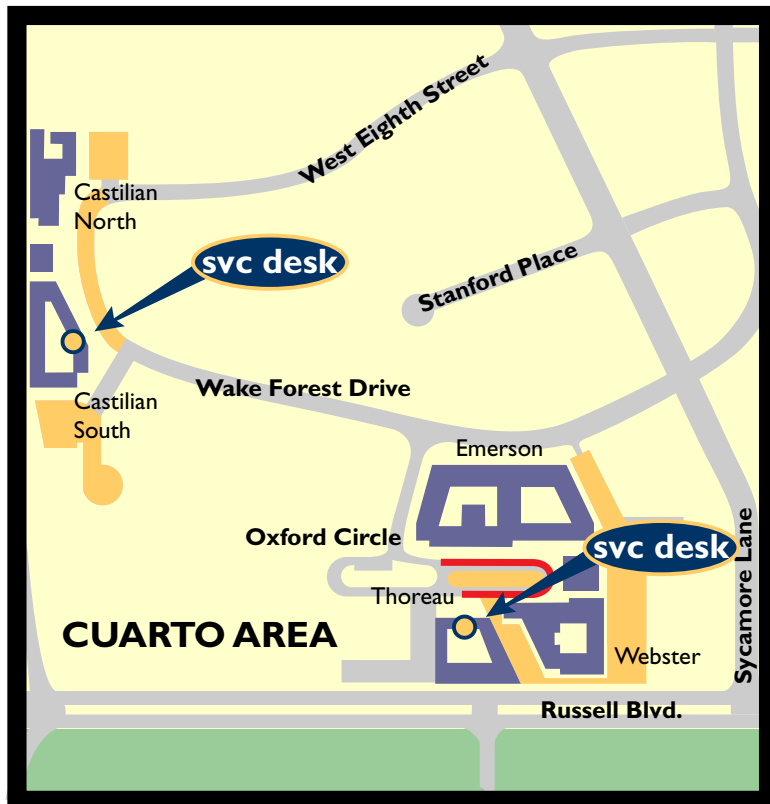 West Eighth Street
Castilian
North
svc desk
Stanford Place
Wake Forest Drive
Castilian
South
Emerson
Oxford Circle
svc desk
Thoreau
CUARTO AREA
Webster
Sycamore Lane
Russell Blvd.